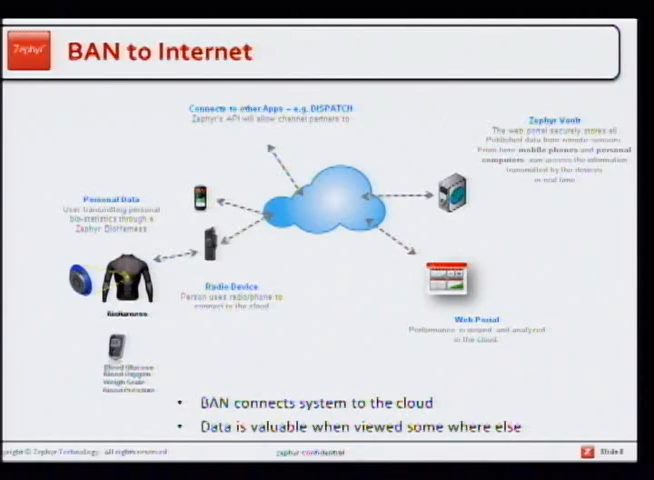 Zephyr
BAN to Internet
Connects to other Apps – e.g. DISPATCH
Zephyr's API will allow channel partners to
Zephyr Vault
The web portal securely stores all
Published data from remote sensors
From here mobile phones and personal
computers can access the information
transmitted by the devices
in real time
Personal Data
User transmitting personal
bio-statistics through a
Zephyr BioHarness
Radio Device
Person uses radio/phone to
connect to the cloud
BioHarness
Web Portal
Performance is stored and analyzed
in the cloud
Blood Glucose
Blood Oxygen
Weigh Scale
Blood Pressure
• BAN connects system to the cloud
• Data is valuable when viewed some where else
pyright © Zephyr Technology. All rights reserved
zephyr confidential
Slide 8